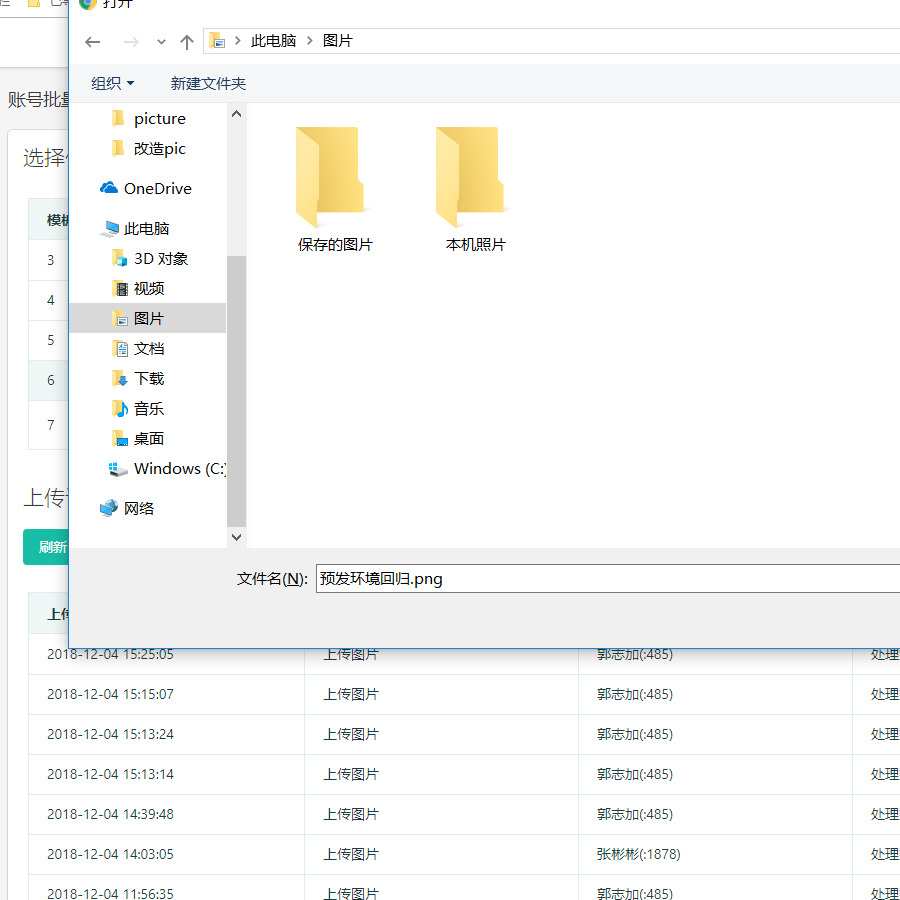 打开
此电脑
图片
组织
新建文件夹
账号批量
picture
改造pic
OneDrive
此电脑
3D 对象
视频
图片
文档
下载
音乐
桌面
Windows (C:)
网络
保存的图片
本机照片
选择
模板
3
4
5
6
7
上传
刷新
文件名(N):
预发环境回归.png
上传
2018-12-04 15:25:05 上传图片 郭志加(:485) 处理
2018-12-04 15:15:07 上传图片 郭志加(:485) 处理
2018-12-04 15:13:24 上传图片 郭志加(:485) 处理
2018-12-04 15:13:14 上传图片 郭志加(:485) 处理
2018-12-04 14:39:48 上传图片 郭志加(:485) 处理
2018-12-04 14:03:05 上传图片 张彬彬(:1878) 处理
2018-12-04 11:56:35 上传图片 郭志加(:485) 处理